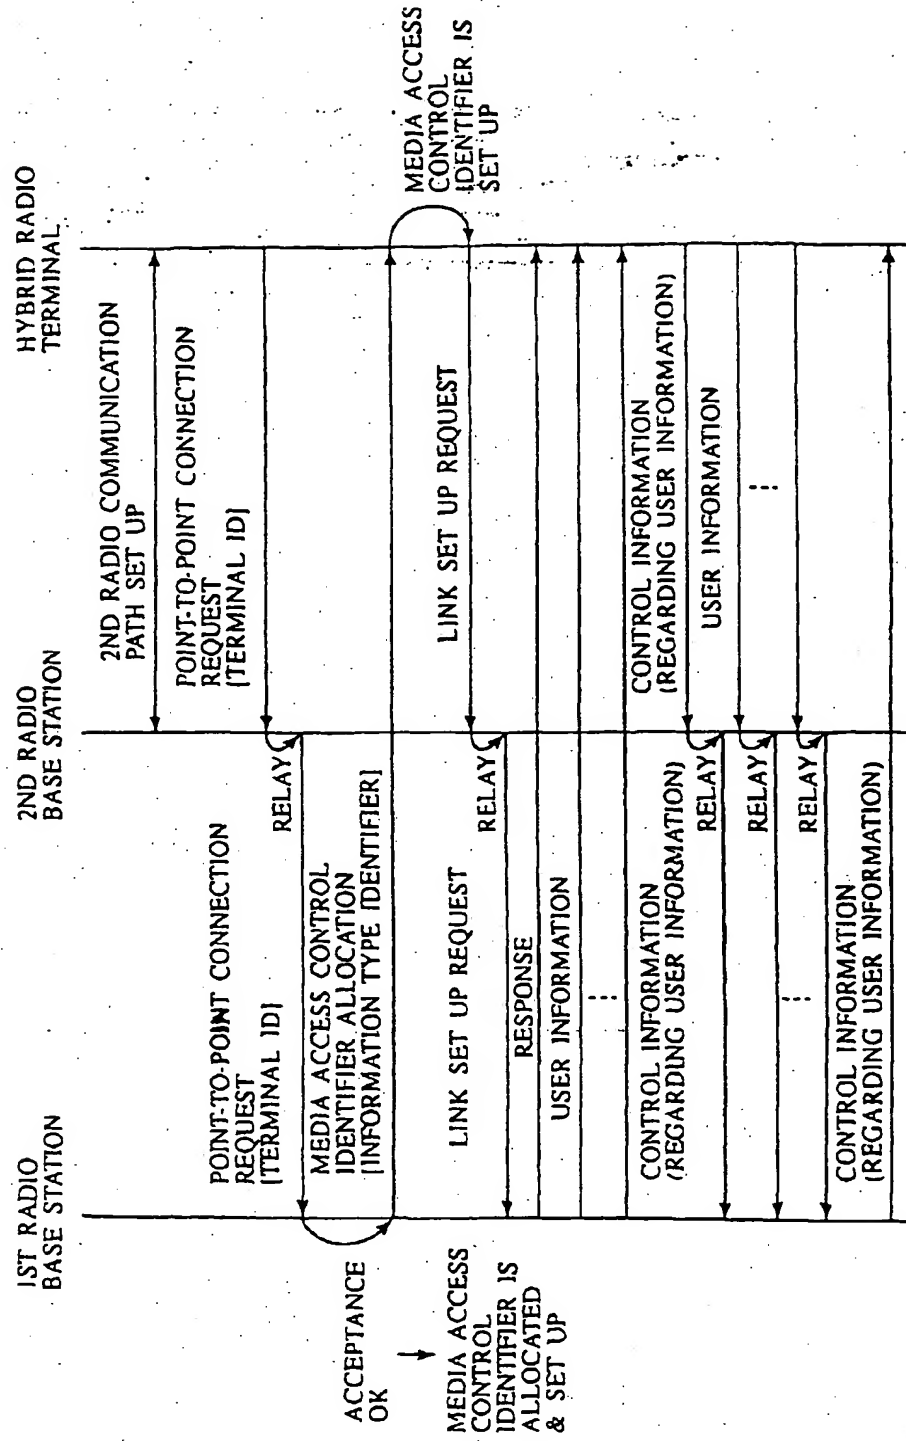 1ST RADIO
BASE STATION
2ND RADIO
BASE STATION
HYBRID RADIO
TERMINAL
2ND RADIO COMMUNICATION
PATH SET UP
POINT-TO-POINT CONNECTION
REQUEST
[TERMINAL ID]
POINT-TO-POINT CONNECTION
REQUEST
[TERMINAL ID]
RELAY
ACCEPTANCE
OK
MEDIA ACCESS
CONTROL
IDENTIFIER IS
ALLOCATED
& SET UP
MEDIA ACCESS CONTROL
IDENTIFIER ALLOCATION
[INFORMATION TYPE IDENTIFIER]
MEDIA ACCESS
CONTROL
IDENTIFIER IS
SET UP
LINK SET UP REQUEST
LINK SET UP REQUEST
RELAY
RESPONSE
USER INFORMATION
CONTROL INFORMATION
(REGARDING USER INFORMATION)
CONTROL INFORMATION
(REGARDING USER INFORMATION)
RELAY
USER INFORMATION
RELAY
RELAY
CONTROL INFORMATION
(REGARDING USER INFORMATION)